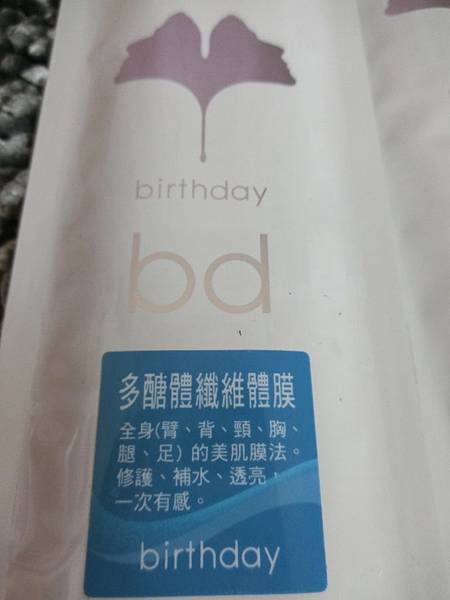 birthday
bd
多醣體纖維體膜
全身(臂、背、頸、胸、
腿、足) 的美肌膜法。
修護、補水、透亮，
一次有感。
birthday